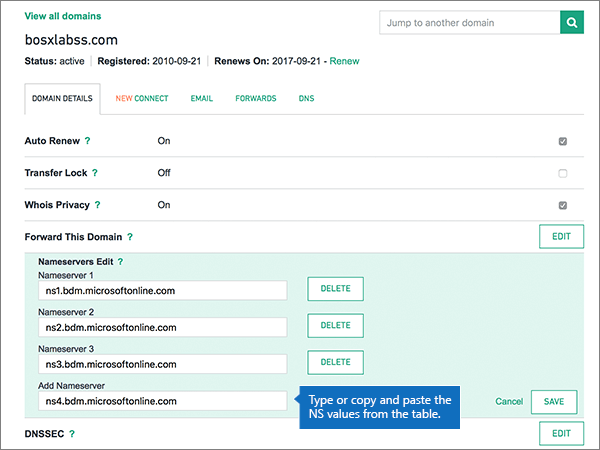 View all domains
Jump to another domain
bosxlabss.com
Status: active | Registered: 2010-09-21 | Renews On: 2017-09-21 - Renew
DOMAIN DETAILS NEW CONNECT EMAIL FORWARDS DNS
Auto Renew ? On
Transfer Lock ? Off
Whois Privacy ? On
Forward This Domain ? EDIT
Nameservers Edit ?
Nameserver 1
ns1.bdm.microsoftonline.com DELETE
Nameserver 2
ns2.bdm.microsoftonline.com DELETE
Nameserver 3
ns3.bdm.microsoftonline.com DELETE
Add Nameserver
ns4.bdm.microsoftonline.com
Type or copy and paste the
NS values from the table.
Cancel SAVE
DNSSEC ? EDIT